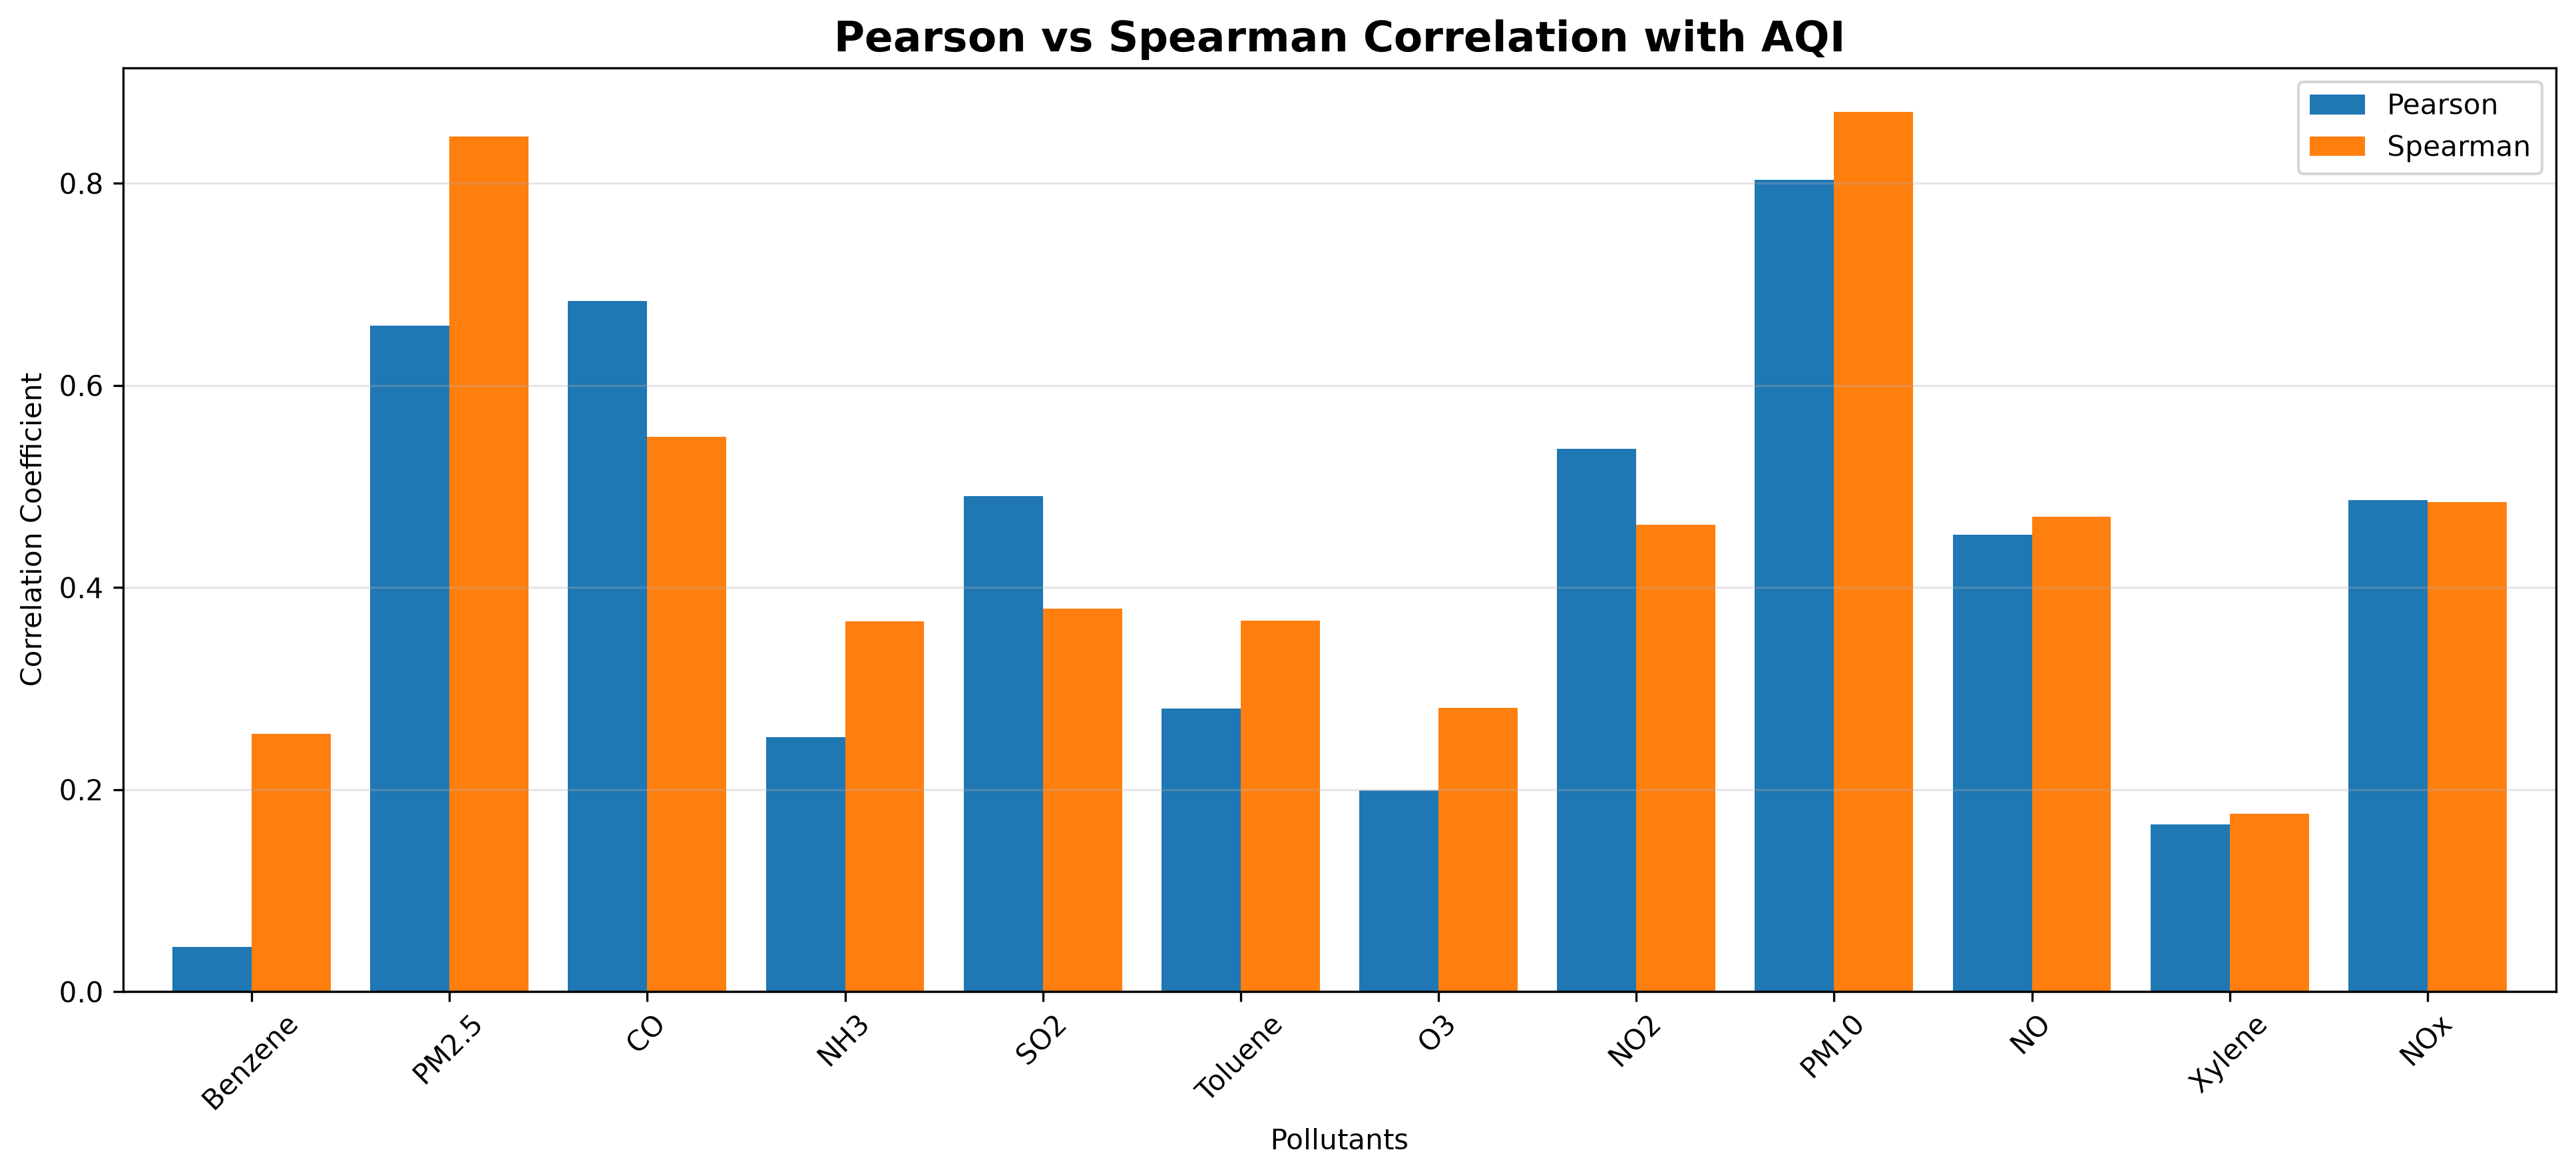 Pearson vs Spearman Correlation with AQI
Pearson
Spearman
Correlation Coefficient
0.8
0.6
0.4
0.2
0.0
Benzene
PM2.5
CO
NH3
SO2
Toluene
O3
NO2
PM10
NO
Xylene
NOx
Pollutants